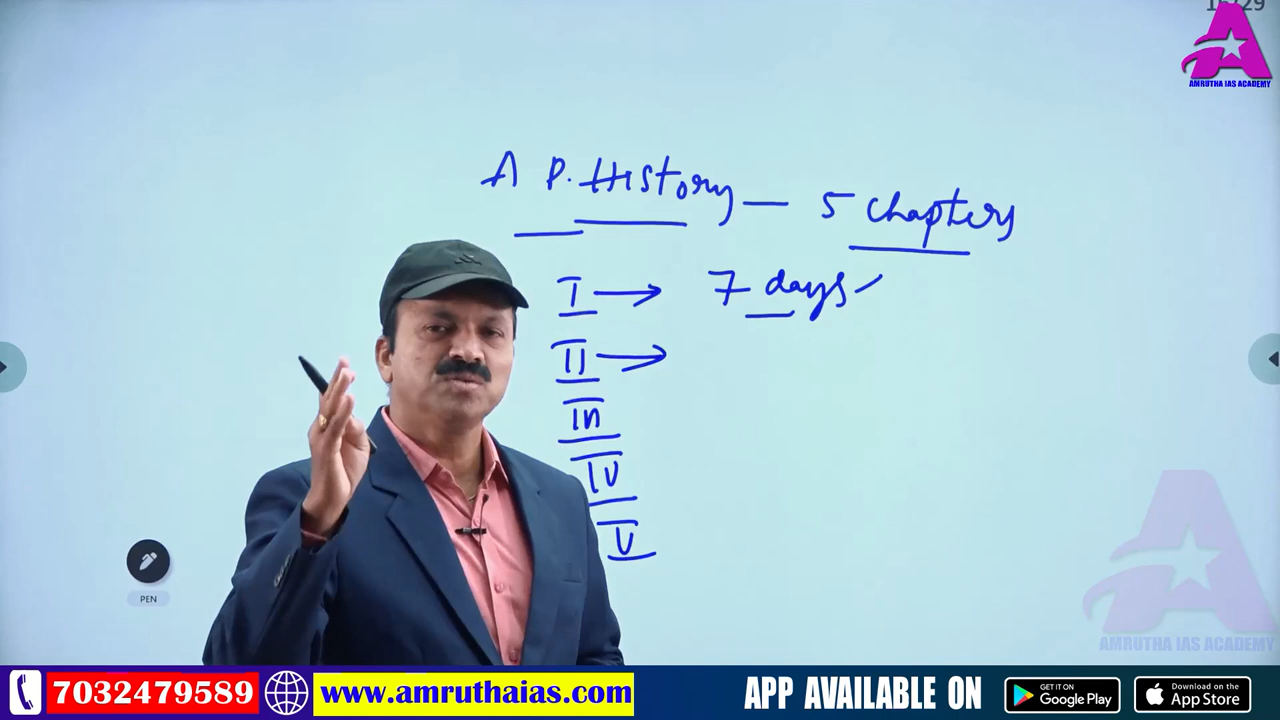 AMRUTHA IAS ACADEMY
A P. History — 5 chapters
I → 7 days
II →
III
IV
V
PEN
AMRUTHA IAS ACADEMY
7032479589
www.amruthaias.com
APP AVAILABLE ON
GET IT ON
Google Play
Download on the
App Store